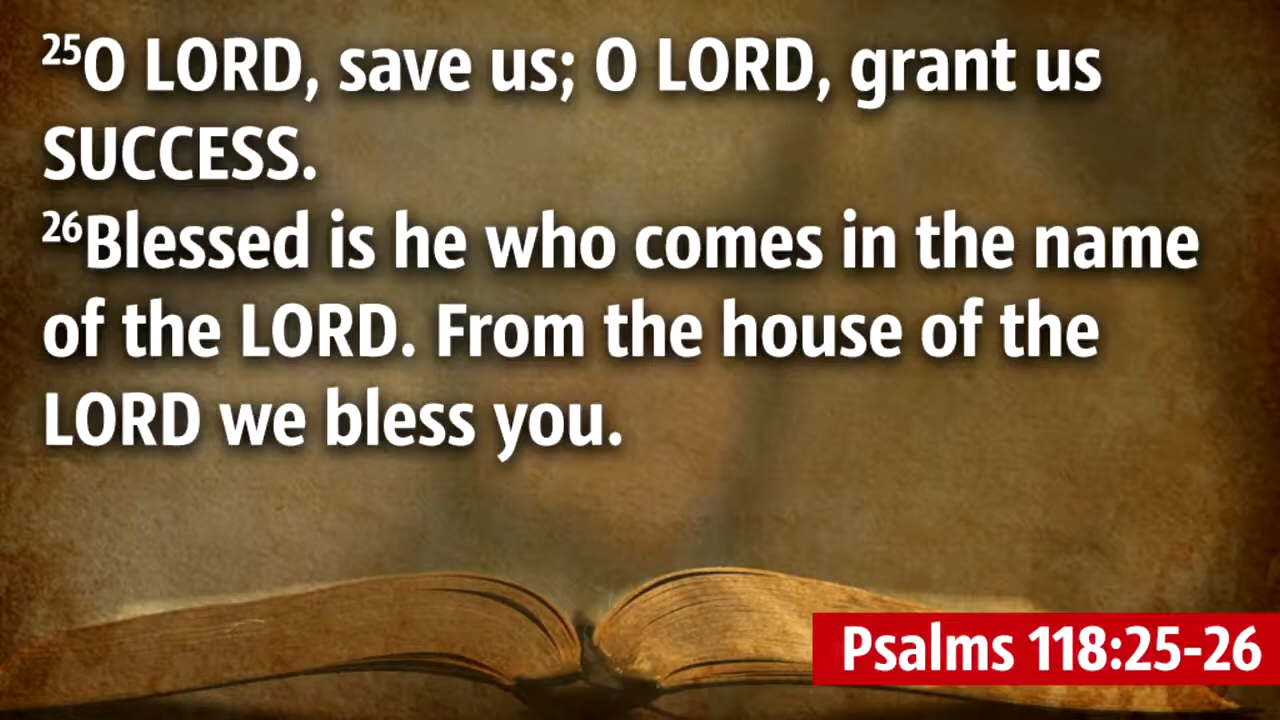 25O LORD, save us; O LORD, grant us
SUCCESS.
26Blessed is he who comes in the name
of the LORD. From the house of the
LORD we bless you.
Psalms 118:25-26